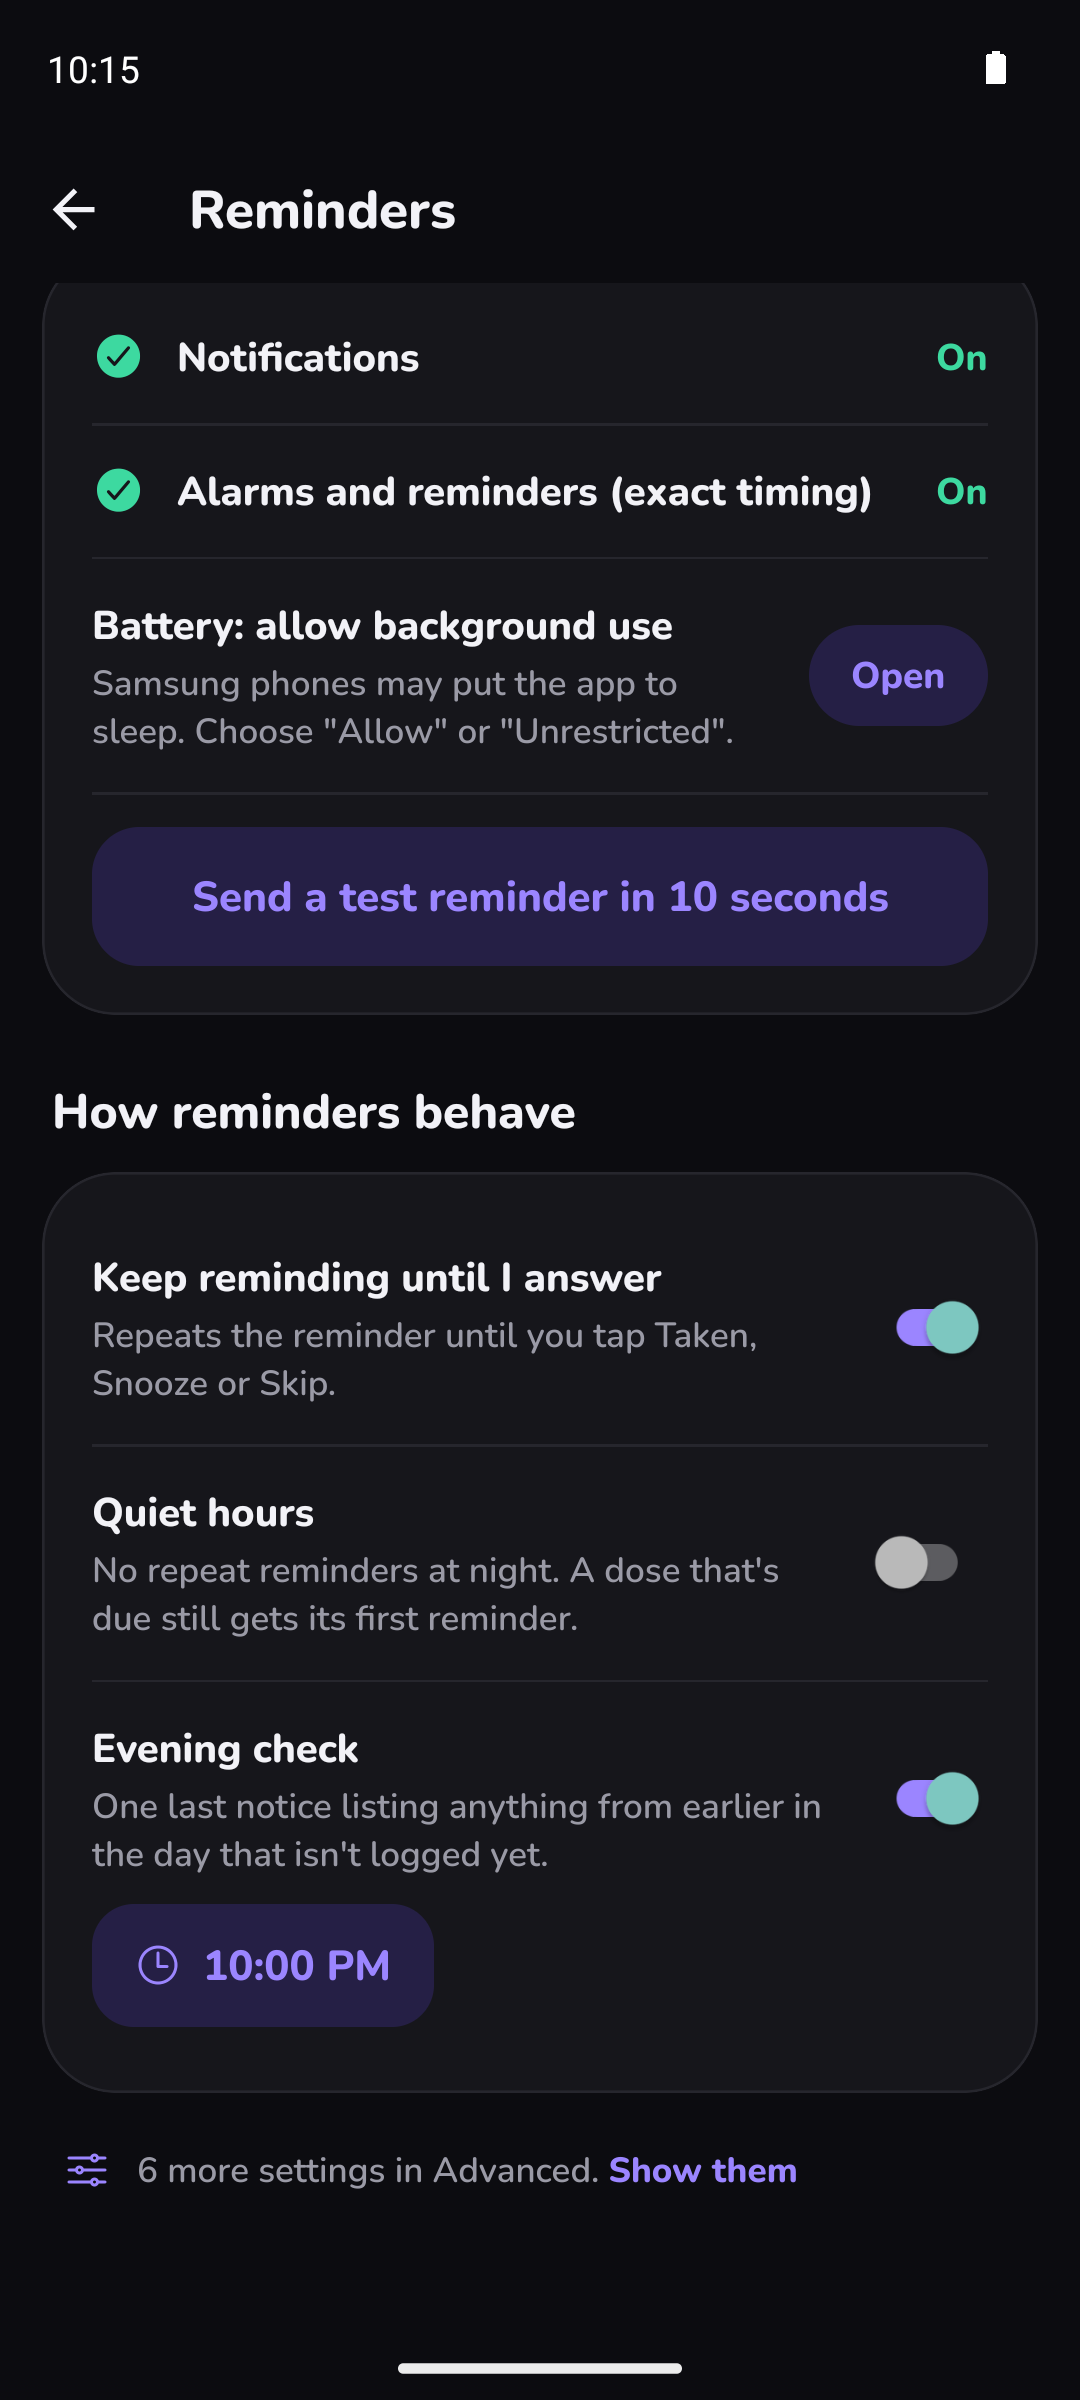 10:15
Reminders
Notifications On
Alarms and reminders (exact timing) On
Battery: allow background use
Samsung phones may put the app to
sleep. Choose "Allow" or "Unrestricted".
Open
Send a test reminder in 10 seconds
How reminders behave
Keep reminding until I answer
Repeats the reminder until you tap Taken,
Snooze or Skip.
Quiet hours
No repeat reminders at night. A dose that's
due still gets its first reminder.
Evening check
One last notice listing anything from earlier in
the day that isn't logged yet.
10:00 PM
6 more settings in Advanced. Show them